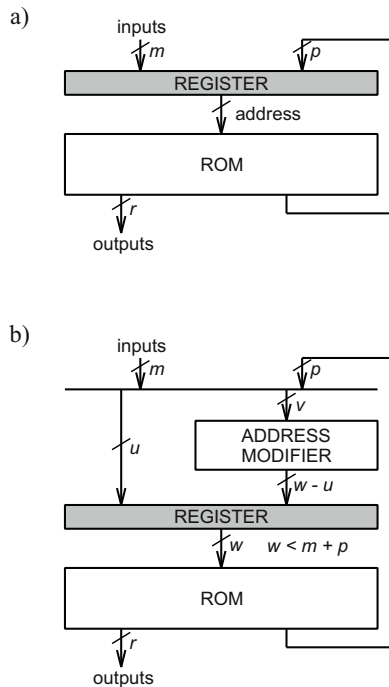 a)
inputs
m
p
REGISTER
address
ROM
r
outputs
b)
inputs
m
p
v
u
ADDRESS
MODIFIER
w - u
REGISTER
w w < m + p
ROM
r
outputs